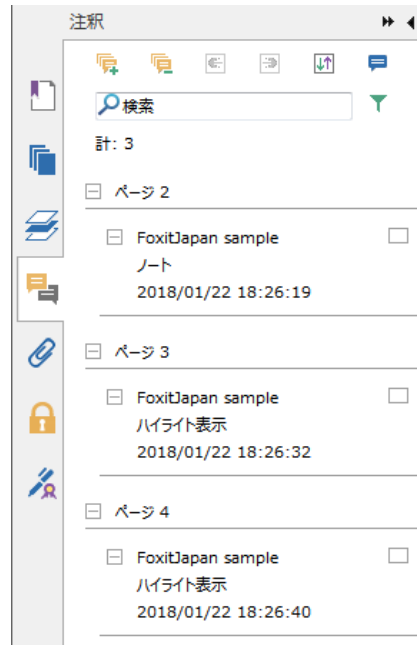 注釈
検索
計: 3
ページ 2
FoxitJapan sample
ノート
2018/01/22 18:26:19
ページ 3
FoxitJapan sample
ハイライト表示
2018/01/22 18:26:32
ページ 4
FoxitJapan sample
ハイライト表示
2018/01/22 18:26:40